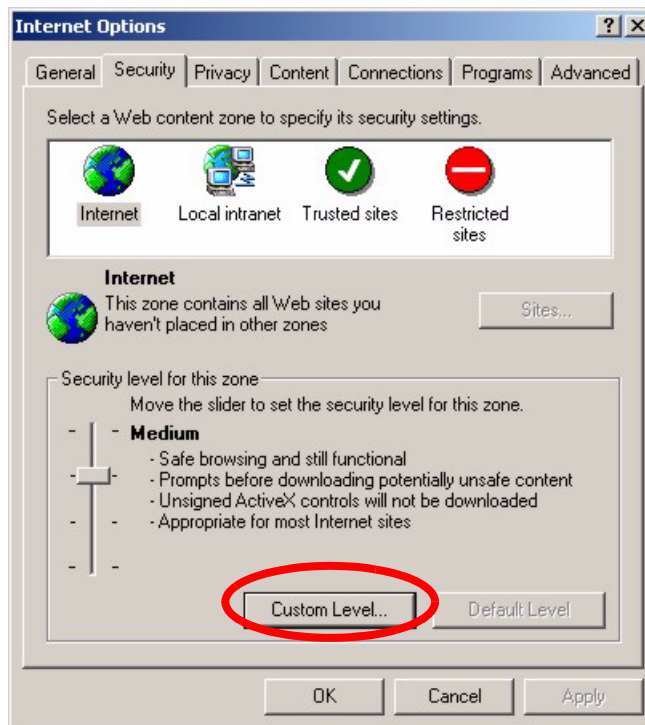 Internet Options
General Security Privacy Content Connections Programs Advanced
Select a Web content zone to specify its security settings.
Internet Local intranet Trusted sites Restricted
sites
Internet
This zone contains all Web sites you
haven't placed in other zones
Sites...
Security level for this zone
Move the slider to set the security level for this zone.
Medium
- Safe browsing and still functional
- Prompts before downloading potentially unsafe content
- Unsigned ActiveX controls will not be downloaded
- Appropriate for most Internet sites
Custom Level... Default Level
OK Cancel Apply